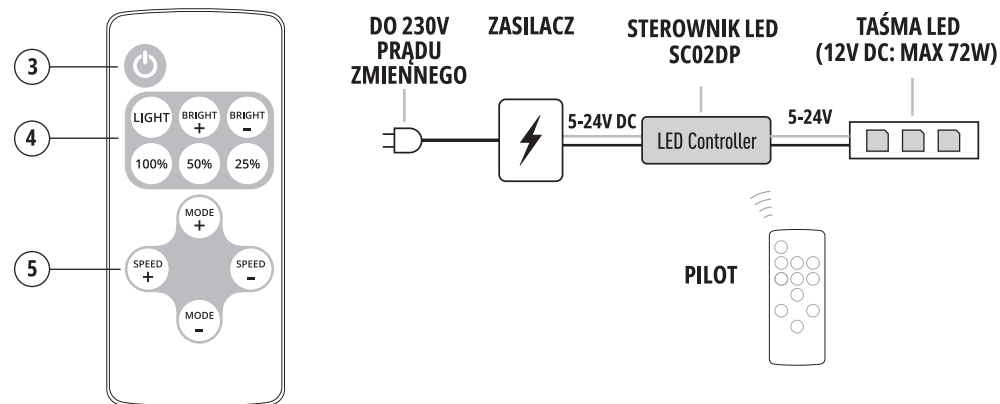 3
4
LIGHT
BRIGHT
+
BRIGHT
-
100%
50%
25%
5
MODE
+
SPEED
+
SPEED
-
MODE
-
DO 230V
PRĄDU
ZMIENNEGO
ZASILACZ
STEROWNIK LED
SC02DP
TAŚMA LED
(12V DC: MAX 72W)
5-24V DC
LED Controller
5-24V
PILOT